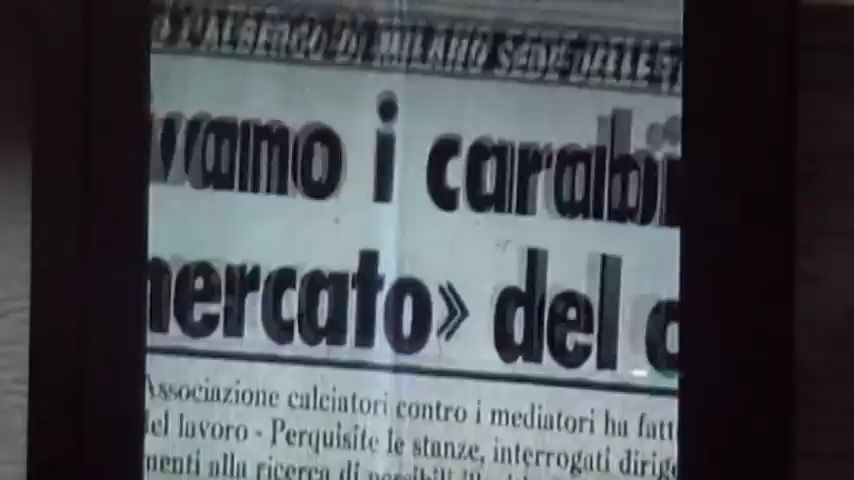 L'ALBERGO DI MILANO SEDE DELLE
vamo i carabi
mercato» del c
Associazione calciatori contro i mediatori ha fatt
del lavoro - Perquisite le stanze, interrogati dirig
menti alla ricerca di possibili